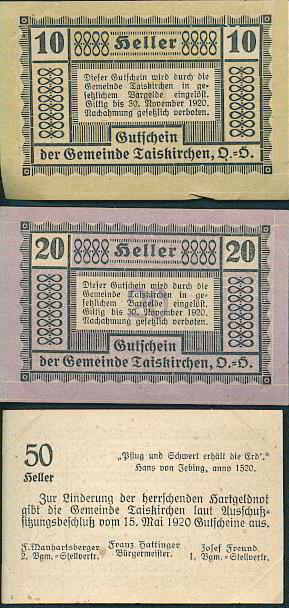 10 Heller 10
Dieser Gutschein wird durch die
Gemeinde Taiskirchen in ge-
setzlichem Bargelde eingelöst.
Giltig bis 30. November 1920.
Nachahmung gesetzlich verboten.
Gutschein
der Gemeinde Taiskirchen, O.-Ö.
20 Heller 20
Dieser Gutschein wird durch die
Gemeinde Taiskirchen in ge-
setzlichem Bargelde eingelöst.
Giltig bis 30. November 1920.
Nachahmung gesetzlich verboten.
Gutschein
der Gemeinde Taiskirchen, O.-Ö.
50
Heller
„Pflug und Schwert erhält die Erd'.“
Hans von Jebing, anno 1520.
Zur Linderung der herrschenden Hartgeldnot
gibt die Gemeinde Taiskirchen laut Ausschuß-
sitzungsbeschluß vom 15. Mai 1920 Gutscheine aus.
F. Manhartsberger Franz Hattinger Josef Freund
2. Bgm.-Stellvertr. Bürgermeister. 1. Bgm.-Stellvertr.